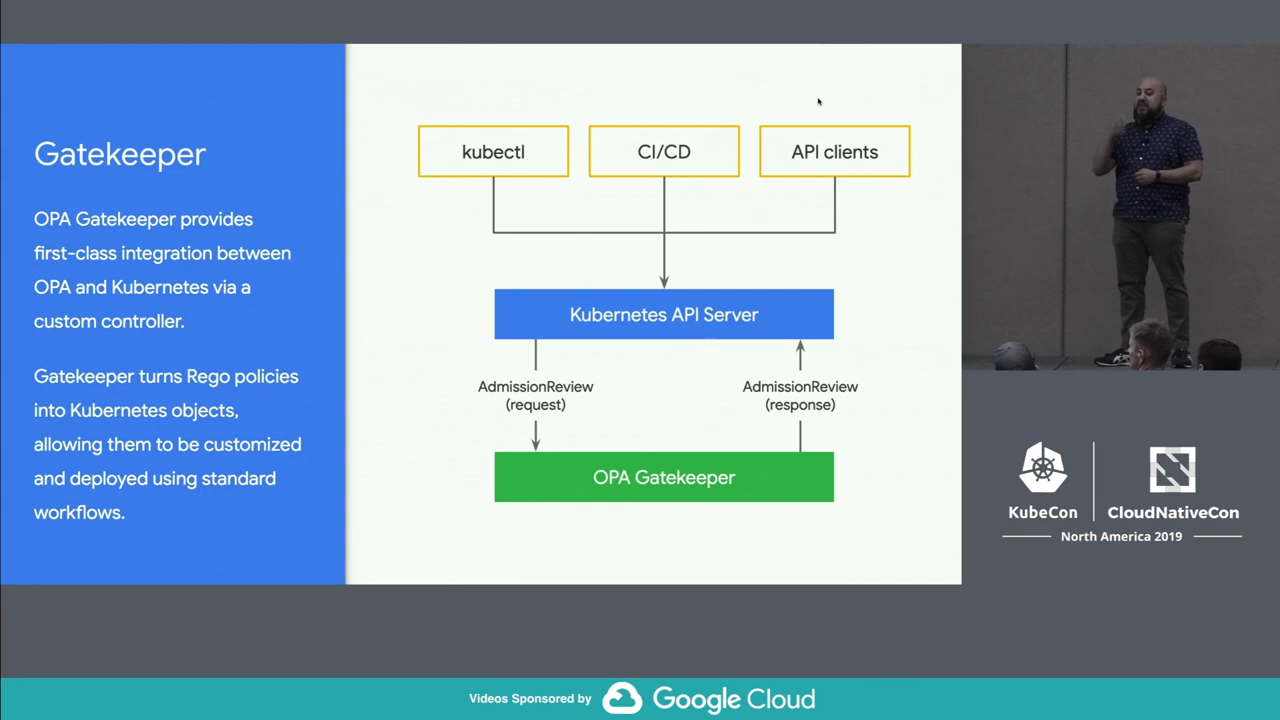 Gatekeeper
OPA Gatekeeper provides
first-class integration between
OPA and Kubernetes via a
custom controller.
Gatekeeper turns Rego policies
into Kubernetes objects,
allowing them to be customized
and deployed using standard
workflows.
kubectl
CI/CD
API clients
Kubernetes API Server
AdmissionReview
(request)
AdmissionReview
(response)
OPA Gatekeeper
KubeCon
CloudNativeCon
North America 2019
Videos Sponsored by
Google Cloud